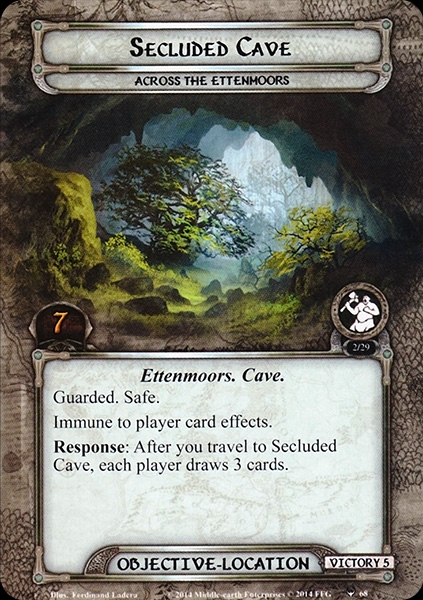 Secluded Cave
Across the Ettenmoors
7
2/29
Ettenmoors. Cave.
Guarded. Safe.
Immune to player card effects.
Response: After you travel to Secluded
Cave, each player draws 3 cards.
Objective-Location
Victory 5
Illus. Ferdinand Ladera
© 2014 Middle-earth Enterprises © 2014 FFG
68